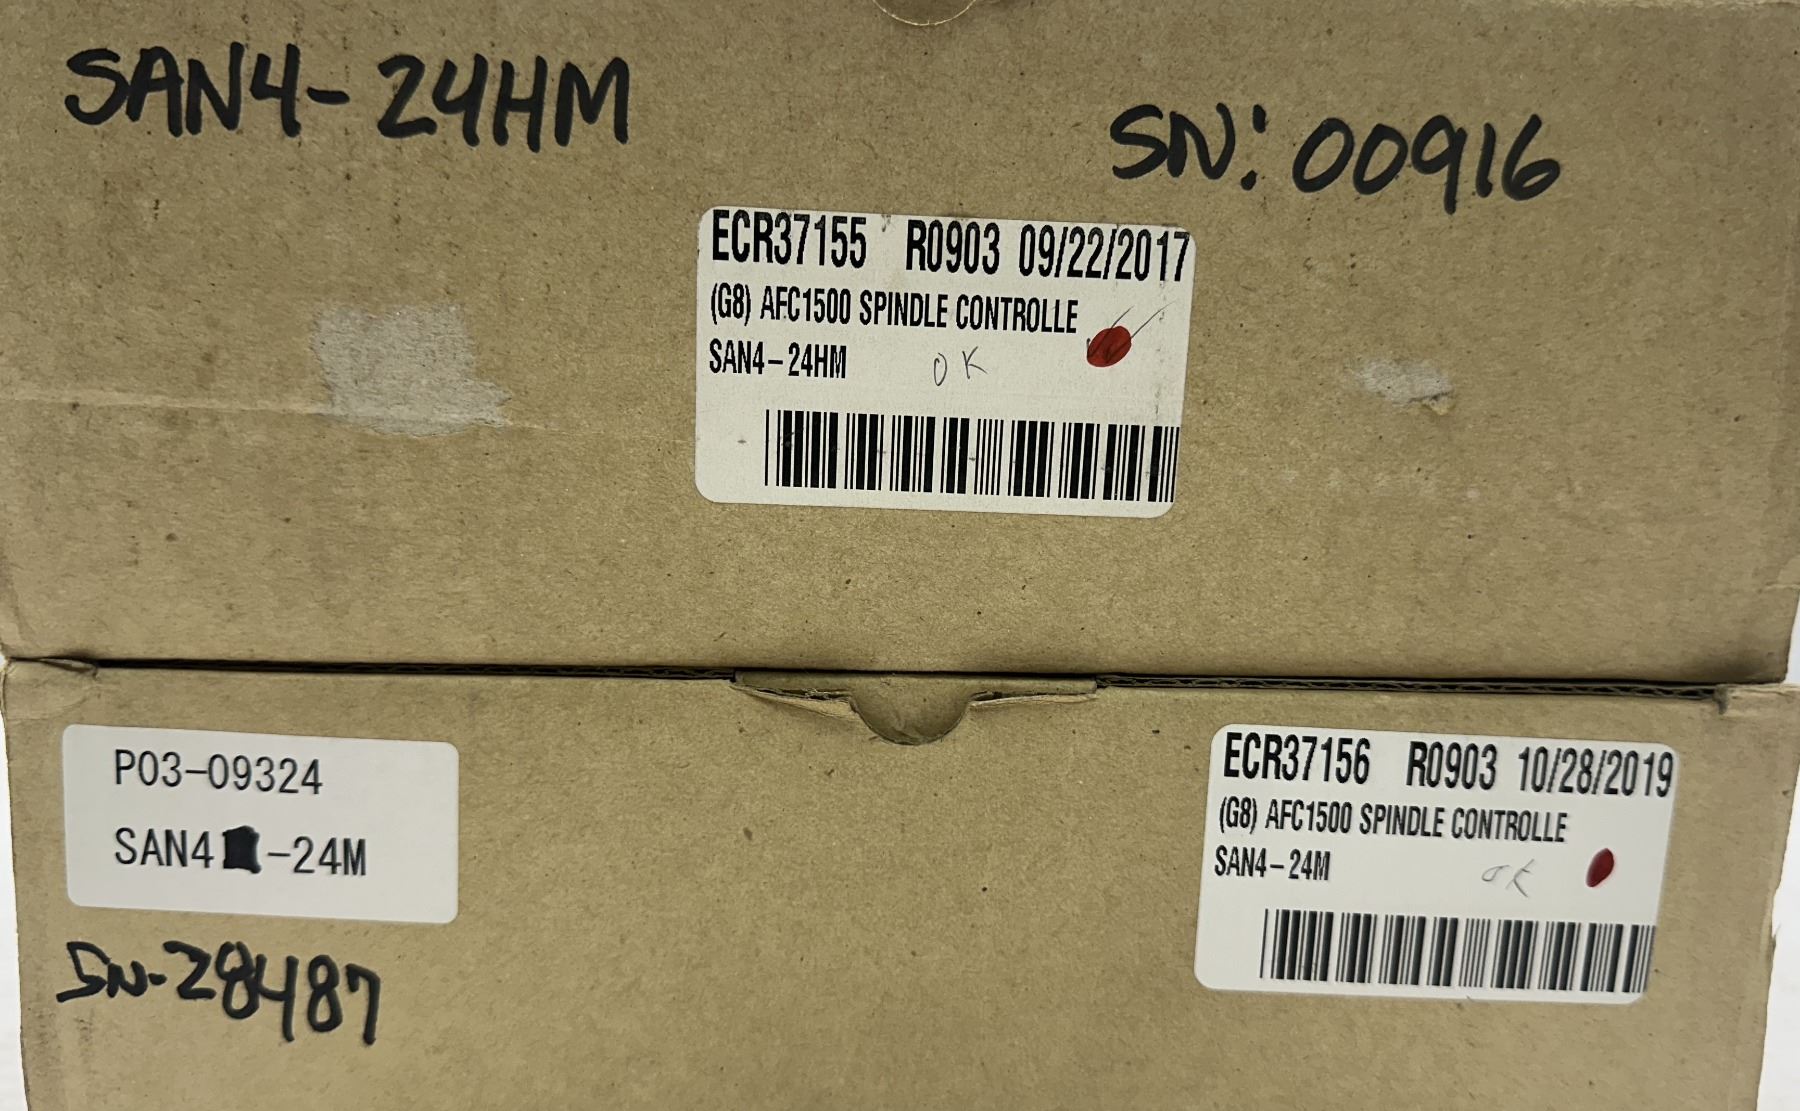 SAN4-24HM
SN: 00916
ECR37155 R0903 09/22/2017
(G8) AFC1500 SPINDLE CONTROLLE
SAN4-24HM OK
P03-09324
SAN4 -24M
SN-28487
ECR37156 R0903 10/28/2019
(G8) AFC1500 SPINDLE CONTROLLE
SAN4-24M OK